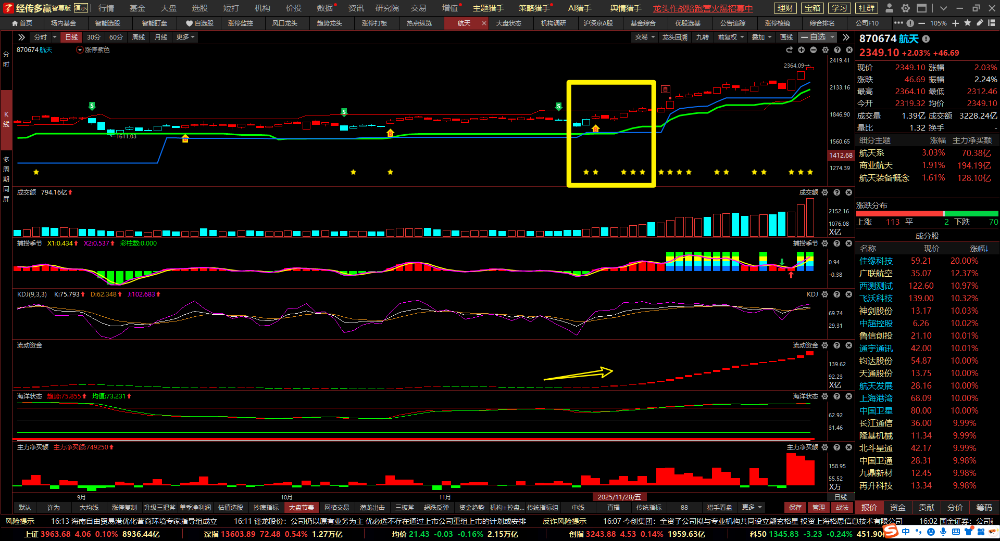 经传多赢 智尊版 演示 行情 基金 大盘 选股 短打 机构 价投 数据 资讯 研究院 交易 增值 主题猎手 策略猎手 AI猎手 舆情猎手 龙头作战陪跑营火爆招募中 理财 宝箱 学习 社群
首页 场内基金 智能选股 智能盯盘 自选股 涨停监控 风口龙头 趋势龙头 涨停打板 热点纵览 航天 大盘状态 机构调研 沪深京A股 基金综合 优股选基 公告追踪 涨停棱镜 综合排名 公司F10 105%
分时 日线 30分 60分 周线 月线 更多 交易 龙头回溯 九转 前复权 叠加 画线 自选
870674 航天
2349.10 +2.03% +46.69
现价 2349.10 涨幅 2.03%
涨跌 46.69 振幅 2.24%
最高 2364.10 最低 2312.46
今开 2319.32 均价 2349.10
成交量 1.39亿 成交额 3228.24亿
量比 1.32 换手 -
细分主题 涨幅 主力净买额
航天系 3.03% 70.38亿
商业航天 1.91% 194.19亿
航天装备概念 1.61% 128.10亿
涨跌分布
上涨 113 平 2 下跌 70
成分股
名称 现价 涨幅↓
佳缘科技 59.21 20.00%
广联航空 35.07 12.37%
西测测试 122.60 10.97%
飞沃科技 139.00 10.32%
神剑股份 13.17 10.03%
中超控股 6.26 10.02%
鲁信创投 21.10 10.01%
通宇通讯 42.00 10.01%
钧达股份 54.87 10.00%
天通股份 13.75 10.00%
航天发展 28.16 10.00%
上海港湾 68.09 10.00%
中国卫星 80.00 10.00%
长江通信 36.00 9.99%
隆基机械 11.34 9.99%
北斗星通 42.17 9.99%
中国卫通 28.31 9.98%
九鼎新材 12.45 9.98%
再升科技 13.34 9.98%
报价 资金 贡献 分价 筹码
分时
K线
多周期同屏
870674 航天 涨停紫色
2419.41
2364.09→
2133.16
自
S S S
1846.90
B B B
←1611.03
1560.65
1412.68
1274.39
成交额 794.16亿 成交额
2152.16
1076.08
X亿
捕捞季节 X1:0.434 X2:0.537 彩柱数:0.000 捕捞季节
0.94
-0.38
KDJ(9,3,3) K:75.793 D:62.348 J:102.683 KDJ
69.74
29.31
流动资金 流动资金
139.62
92.23
X亿
海洋状态 趋势:75.855 均值:73.231 海洋状态
62.92
31.46
主力净买额 主力净买额:749250 主力净买额
158.95
55.52
X万
9月 10月 11月 2025/11/28/五 日线
默认 许为 大均线 涨停复制 升级三把斧 单季净利润 估值选股 抄底指标 大盘节奏 网格交易 潜龙出击 三板斧 超跌反弹 资金趋势 机构+控盘... 传统指标组 中线 直播 传统指标 88 猎手看盘 更多 保存 管理 战法
风险提示 16:13 海南自由贸易港优化营商环境专家指导组成立 16:11 锋龙股份：公司仍以原有业务为主 优必选不存在通过上市公司重组上市的计划或安排 反诈风险提示 16:07 今创集团：全资子公司拟与专业机构共同设立翩玄格星 投资上海格思信息技术有限公司 16:02 国金证券：公司
上证 3963.68 4.06 0.10% 8936.44亿 深指 13603.89 72.48 0.54% 1.27万亿 均价 21.43 -0.03 -0.16% 2.15万亿 创指 3243.88 4.53 0.14% 1959.63亿 科50 1345.83 -3.23 -0.24% 451.90
中